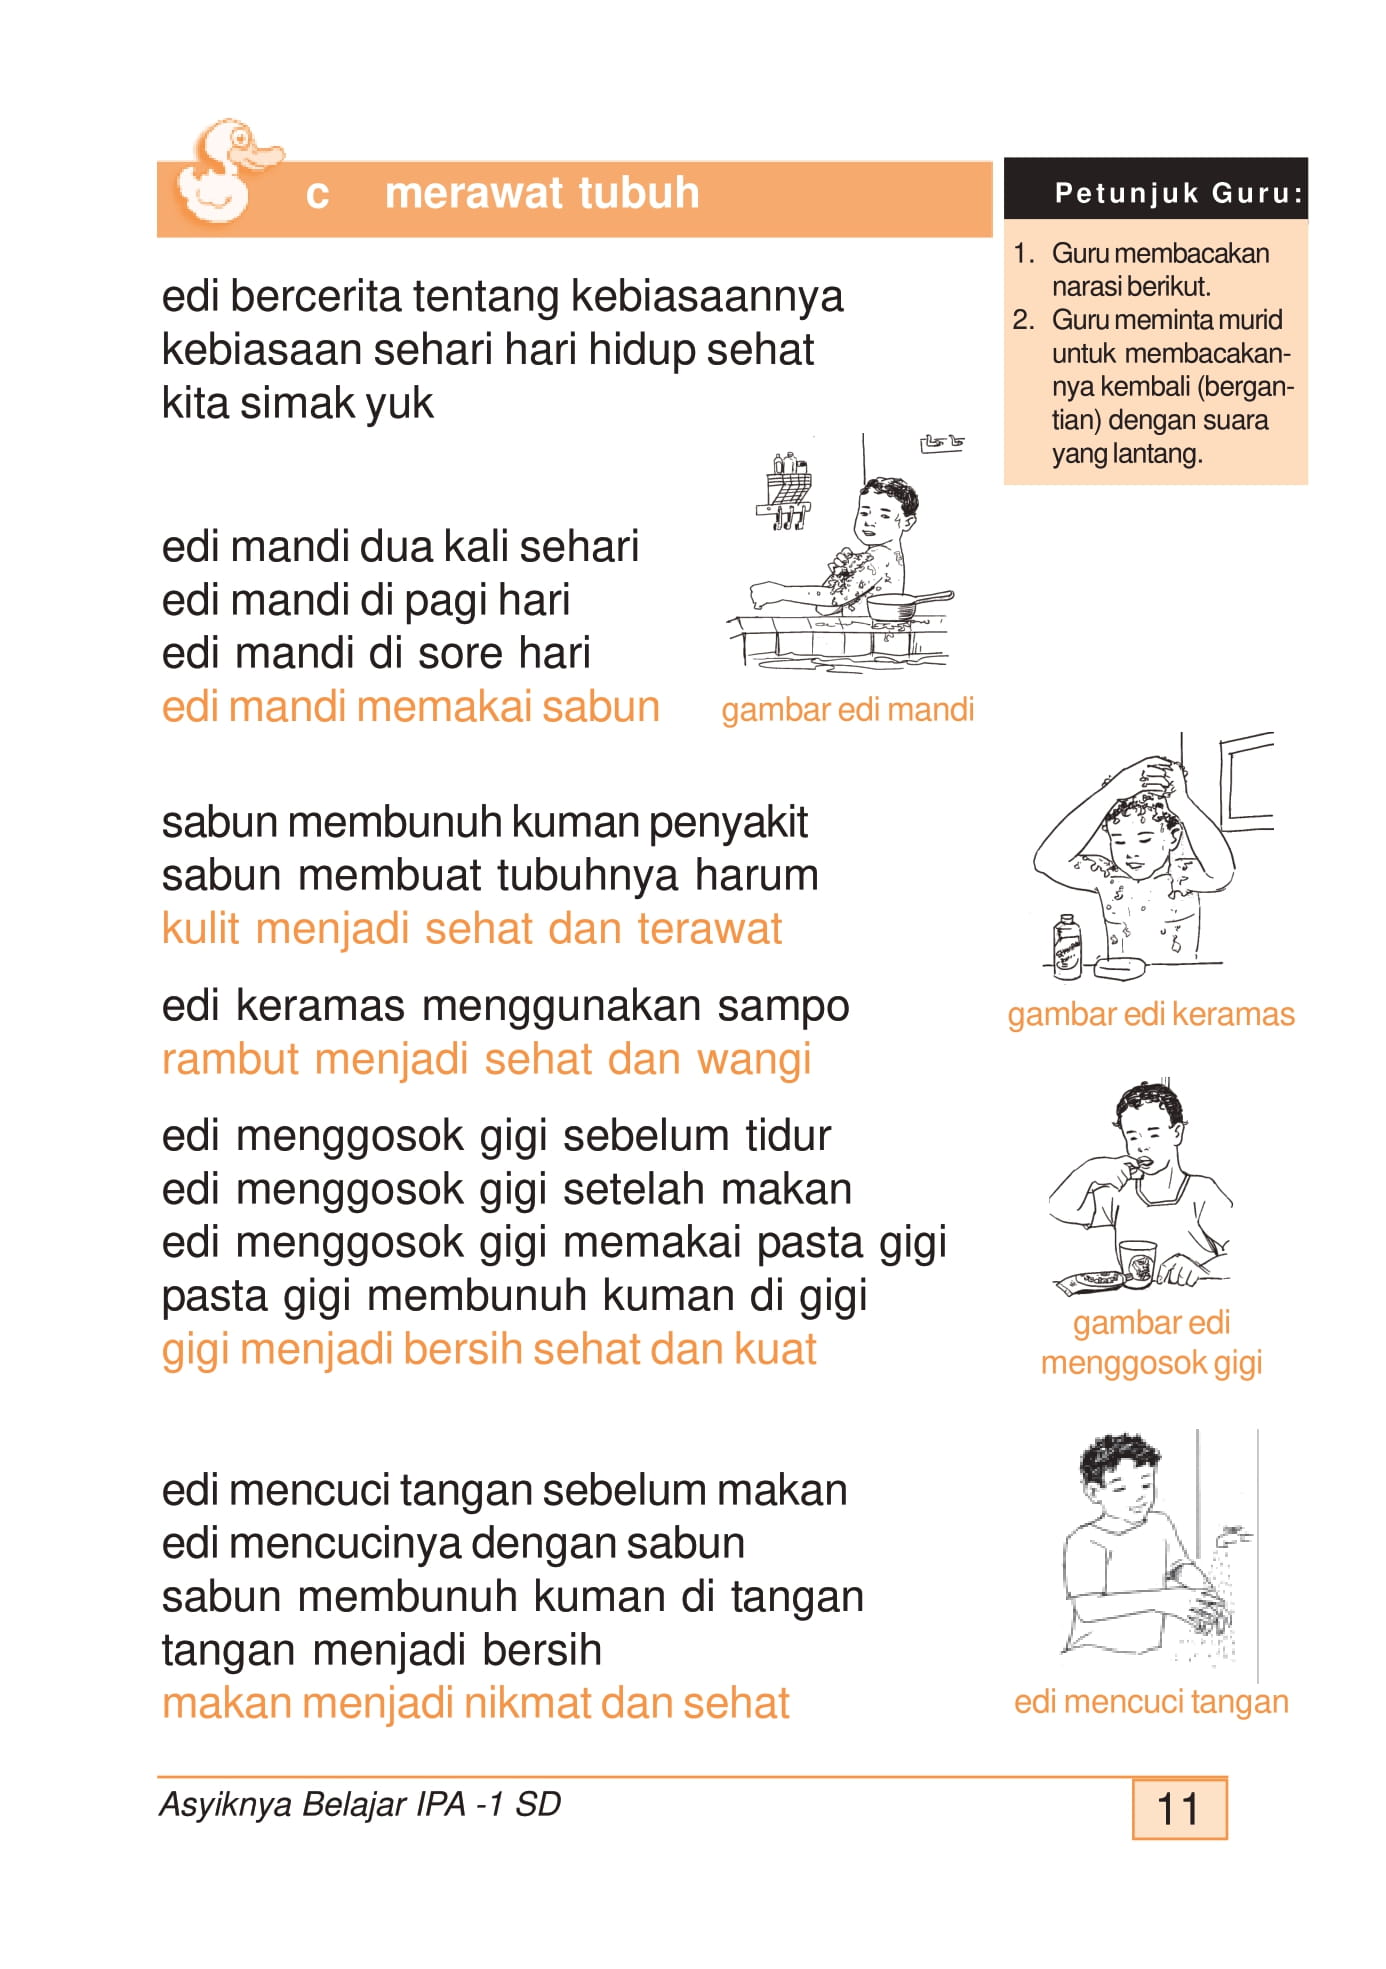 c merawat tubuh
Petunjuk Guru:
1. Guru membacakan
narasi berikut.
2. Guru meminta murid
untuk membacakan-
nya kembali (bergan-
tian) dengan suara
yang lantang.
edi bercerita tentang kebiasaannya
kebiasaan sehari hari hidup sehat
kita simak yuk
edi mandi dua kali sehari
edi mandi di pagi hari
edi mandi di sore hari
edi mandi memakai sabun
gambar edi mandi
sabun membunuh kuman penyakit
sabun membuat tubuhnya harum
kulit menjadi sehat dan terawat
edi keramas menggunakan sampo
rambut menjadi sehat dan wangi
gambar edi keramas
edi menggosok gigi sebelum tidur
edi menggosok gigi setelah makan
edi menggosok gigi memakai pasta gigi
pasta gigi membunuh kuman di gigi
gigi menjadi bersih sehat dan kuat
gambar edi
menggosok gigi
edi mencuci tangan sebelum makan
edi mencucinya dengan sabun
sabun membunuh kuman di tangan
tangan menjadi bersih
makan menjadi nikmat dan sehat
edi mencuci tangan
Asyiknya Belajar IPA -1 SD
11